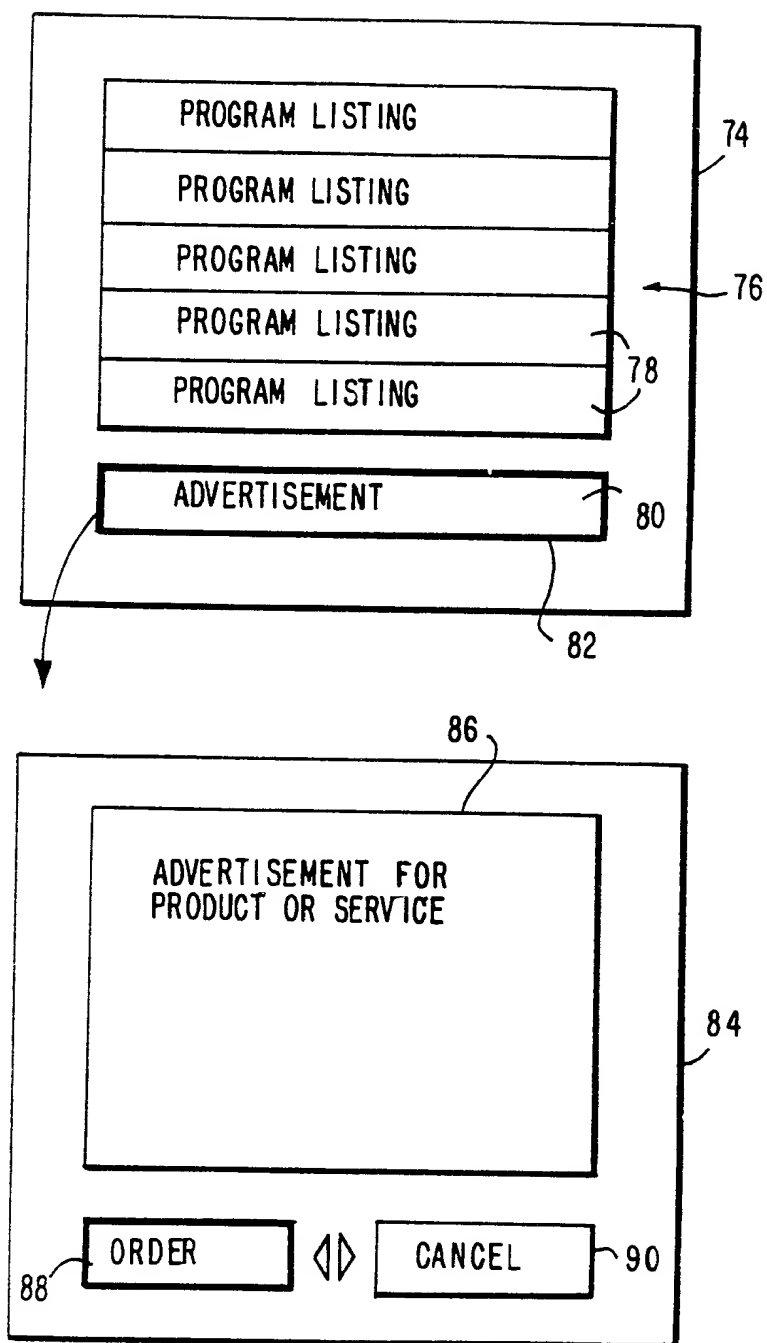 PROGRAM LISTING
74
PROGRAM LISTING
PROGRAM LISTING
76
PROGRAM LISTING
78
PROGRAM LISTING
ADVERTISEMENT
80
82
86
ADVERTISEMENT FOR
PRODUCT OR SERVICE
84
ORDER
CANCEL
90
88